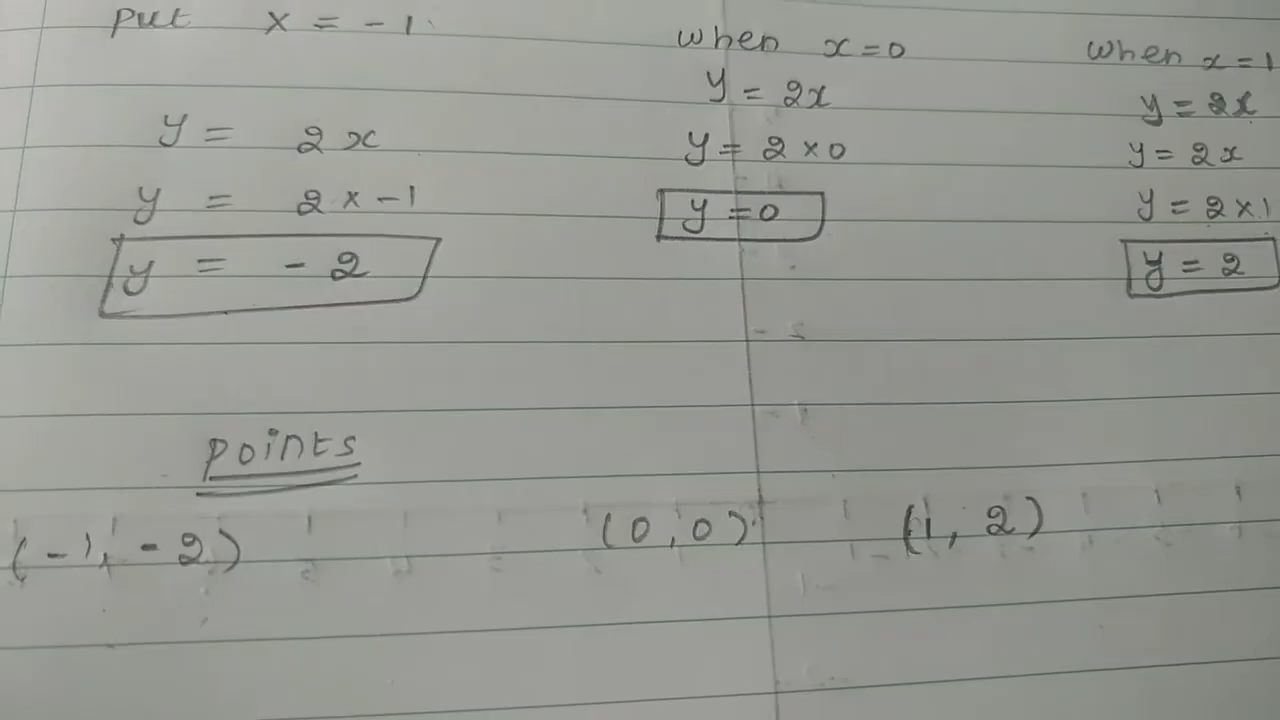 put x = -1
y = 2x
y = 2 x -1
y = -2
when x=0
y = 2x
y = 2 x 0
y = 0
when x = 1
y = 2x
y = 2x
y = 2 x 1
y = 2
points
(-1, -2) (0, 0) (1, 2)